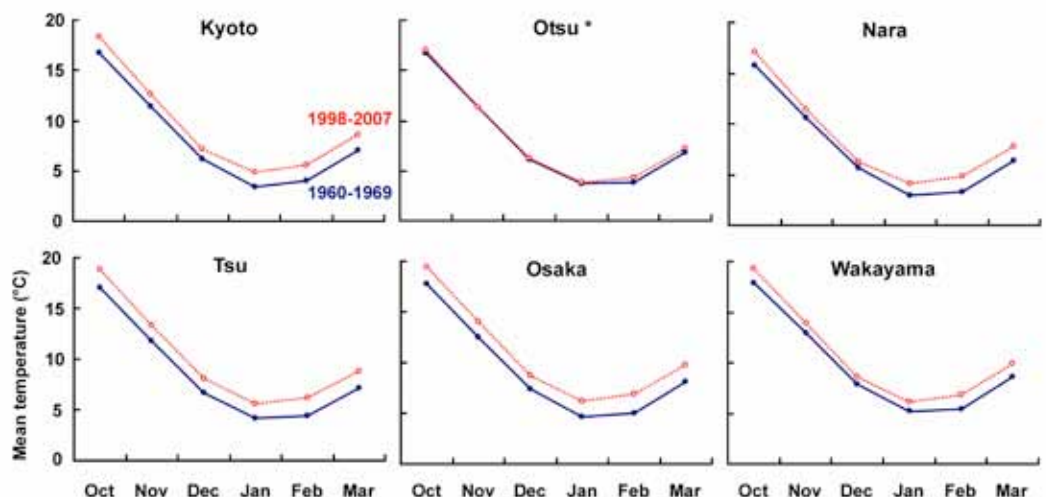 Kyoto
Otsu *
Nara
20
15
10
5
0
1998-2007
1960-1969
Tsu
Osaka
Wakayama
Mean temperature (°C)
20
15
10
5
0
Oct Nov Dec Jan Feb Mar
Oct Nov Dec Jan Feb Mar
Oct Nov Dec Jan Feb Mar